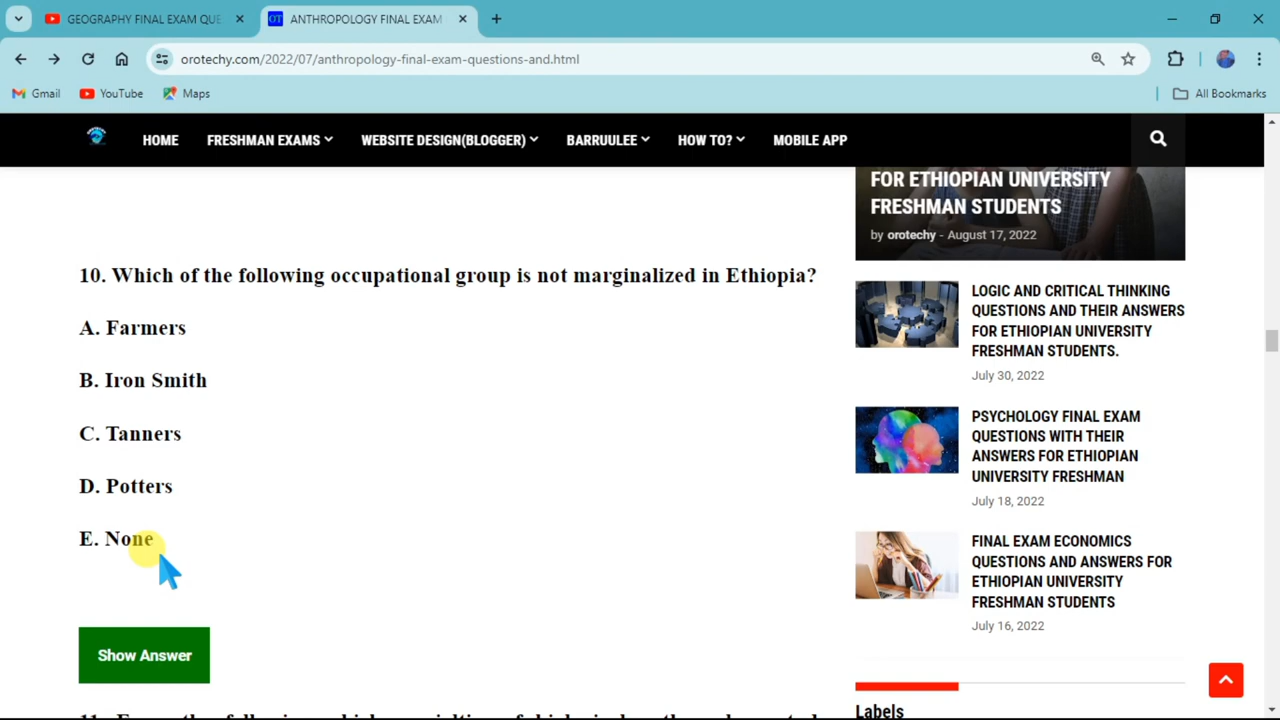 GEOGRAPHY FINAL EXAM QUE
OT ANTHROPOLOGY FINAL EXAM
orotechy.com/2022/07/anthropology-final-exam-questions-and.html
Gmail YouTube Maps All Bookmarks
HOME FRESHMAN EXAMS WEBSITE DESIGN(BLOGGER) BARRUULEE HOW TO? MOBILE APP
10. Which of the following occupational group is not marginalized in Ethiopia?
A. Farmers
B. Iron Smith
C. Tanners
D. Potters
E. None
Show Answer
FOR ETHIOPIAN UNIVERSITY
FRESHMAN STUDENTS
by orotechy - August 17, 2022
LOGIC AND CRITICAL THINKING
QUESTIONS AND THEIR ANSWERS
FOR ETHIOPIAN UNIVERSITY
FRESHMAN STUDENTS.
July 30, 2022
PSYCHOLOGY FINAL EXAM
QUESTIONS WITH THEIR
ANSWERS FOR ETHIOPIAN
UNIVERSITY FRESHMAN
July 18, 2022
FINAL EXAM ECONOMICS
QUESTIONS AND ANSWERS FOR
ETHIOPIAN UNIVERSITY
FRESHMAN STUDENTS
July 16, 2022
Labels